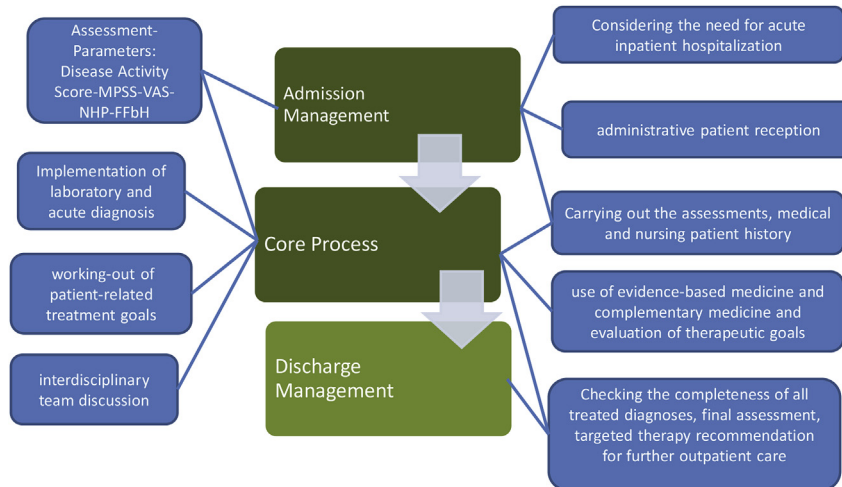 Assessment-
Parameters:
Disease Activity
Score-MPSS-VAS-
NHP-FFbH
Implementation of
laboratory and
acute diagnosis
working-out of
patient-related
treatment goals
interdisciplinary
team discussion
Admission
Management
Core Process
Discharge
Management
Considering the need for acute
inpatient hospitalization
administrative patient reception
Carrying out the assessments, medical
and nursing patient history
use of evidence-based medicine and
complementary medicine and
evaluation of therapeutic goals
Checking the completeness of all
treated diagnoses, final assessment,
targeted therapy recommendation
for further outpatient care